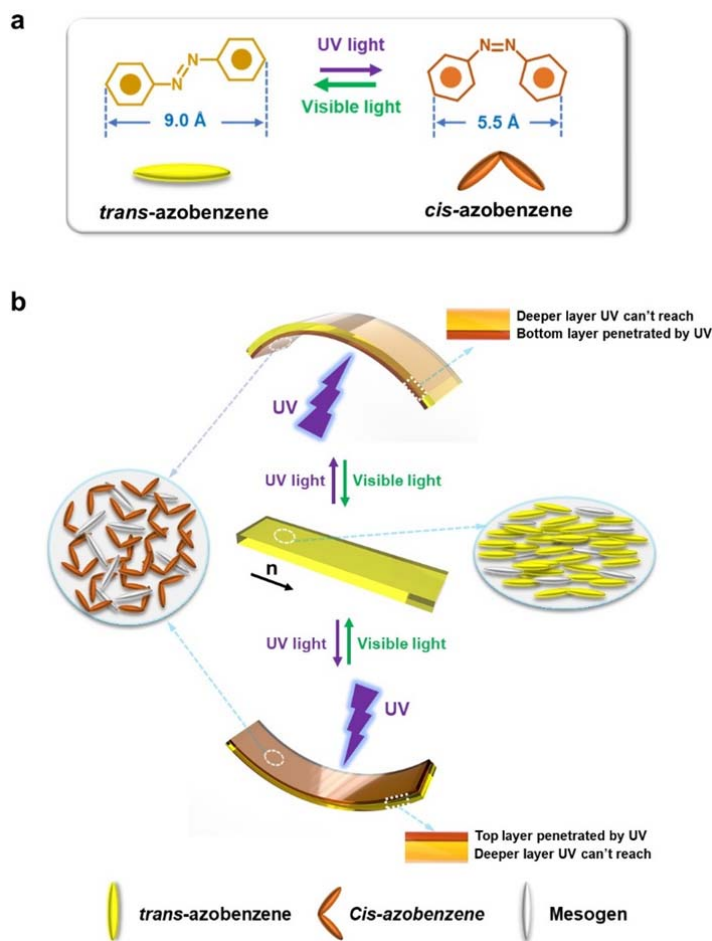 a
N
N
9.0 Å
trans-azobenzene
UV light
Visible light
N=N
5.5 Å
cis-azobenzene
b
Deeper layer UV can't reach
Bottom layer penetrated by UV
UV
UV light
Visible light
n
UV light
Visible light
UV
Top layer penetrated by UV
Deeper layer UV can't reach
trans-azobenzene
Cis-azobenzene
Mesogen